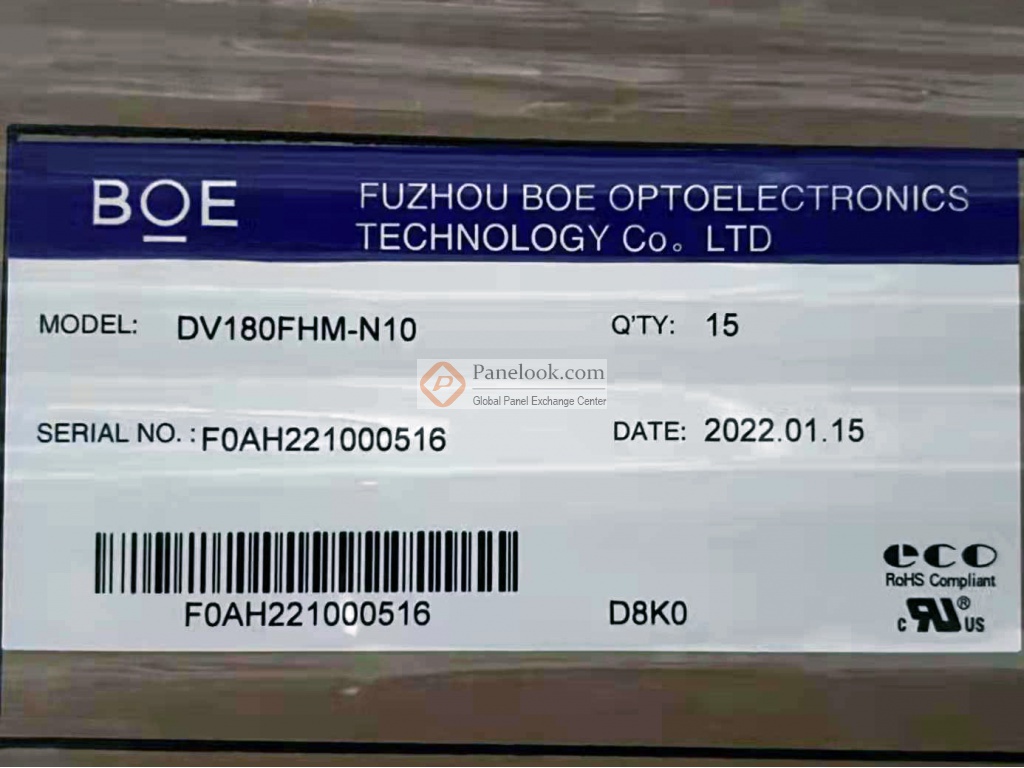 BOE
FUZHOU BOE OPTOELECTRONICS
TECHNOLOGY Co。 LTD
MODEL: DV180FHM-N10
Q'TY: 15
Panelook.com
Global Panel Exchange Center
SERIAL NO. : F0AH221000516
DATE: 2022.01.15
F0AH221000516
D8K0
eco
RoHS Compliant
c RU ® US